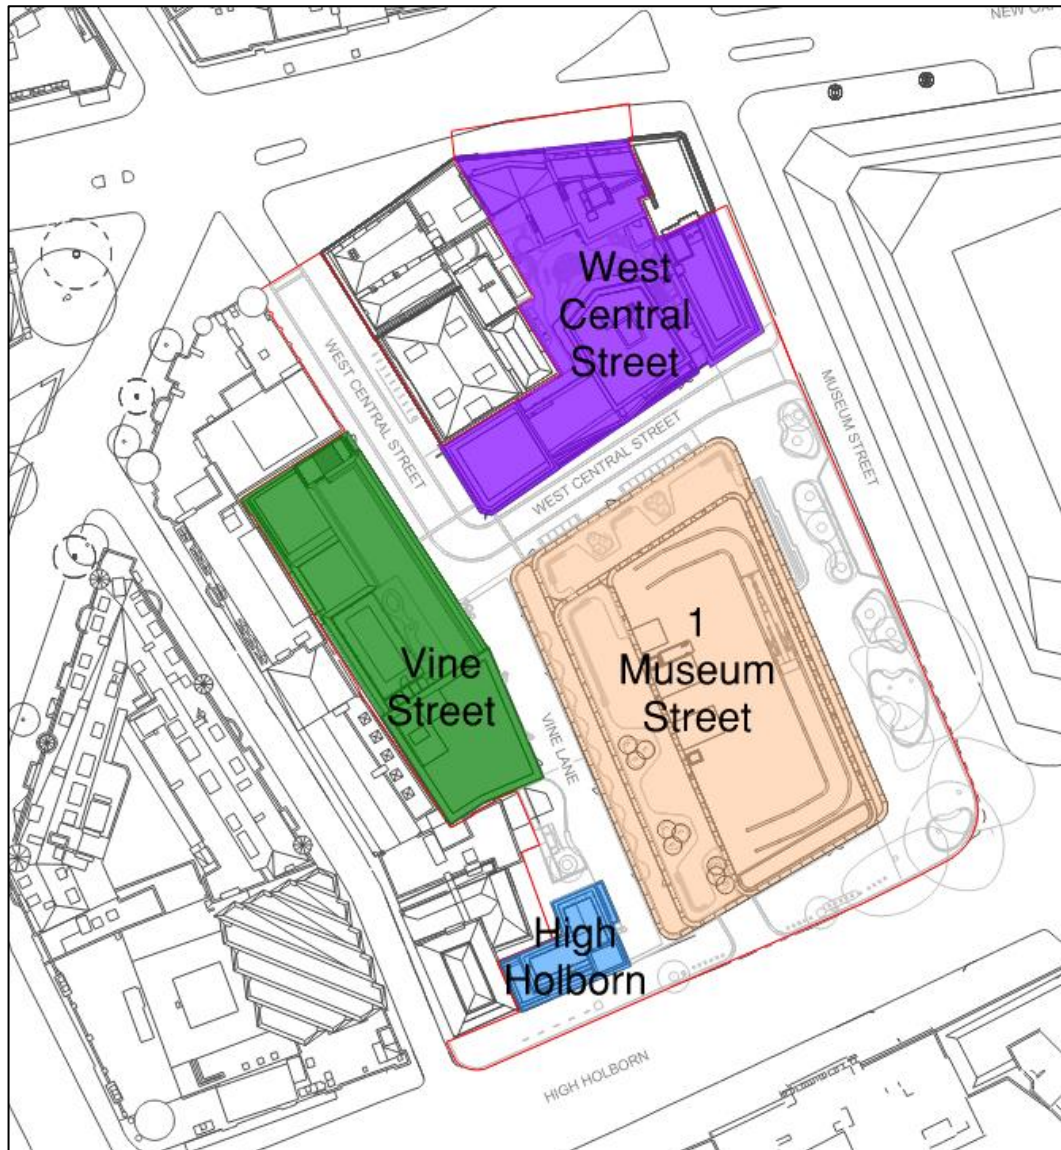 West
Central
Street
WEST CENTRAL STREET
MUSEUM STREET
WEST CENTRAL STREET
1
Museum
Street
Vine
Street
VINE LANE
High
Holborn
HIGH HOLBORN